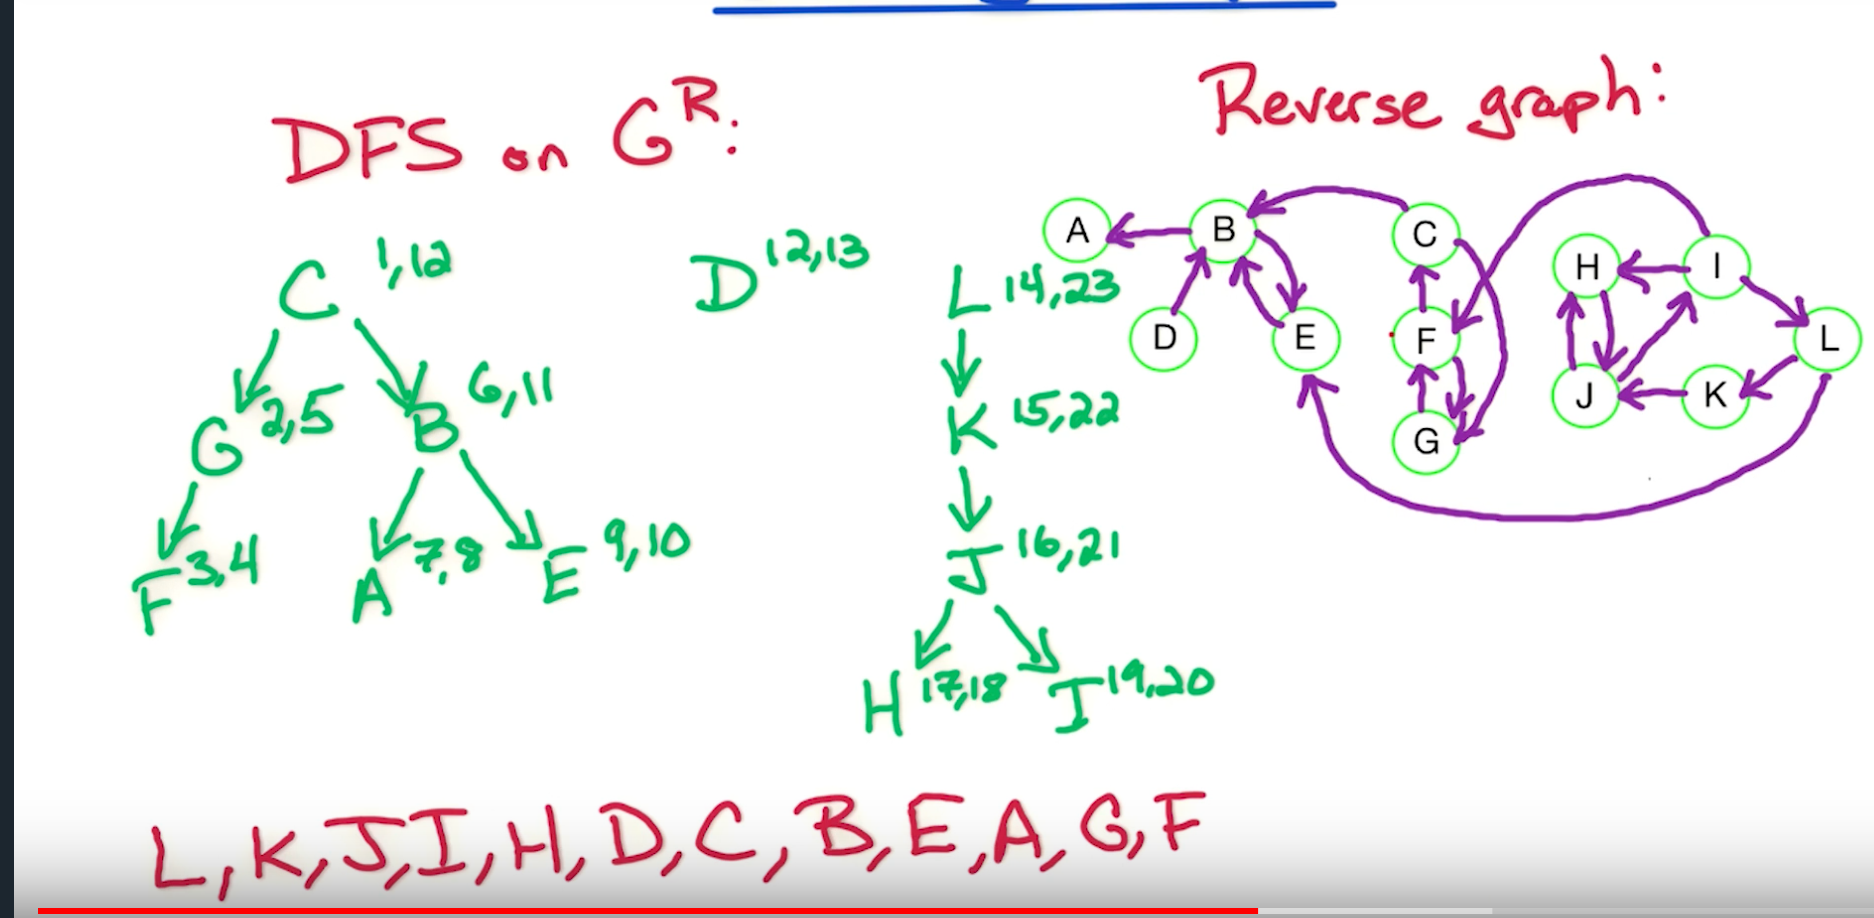 DFS on G^R:
Reverse graph:
C 1,12
D 12,13
L 14,23
G 2,5
B 6,11
K 15,22
F 3,4
A 7,8
E 9,10
J 16,21
H 17,18
I 19,20
A
B
C
H
I
D
E
F
L
J
K
G
L, K, J, I, H, D, C, B, E, A, G, F